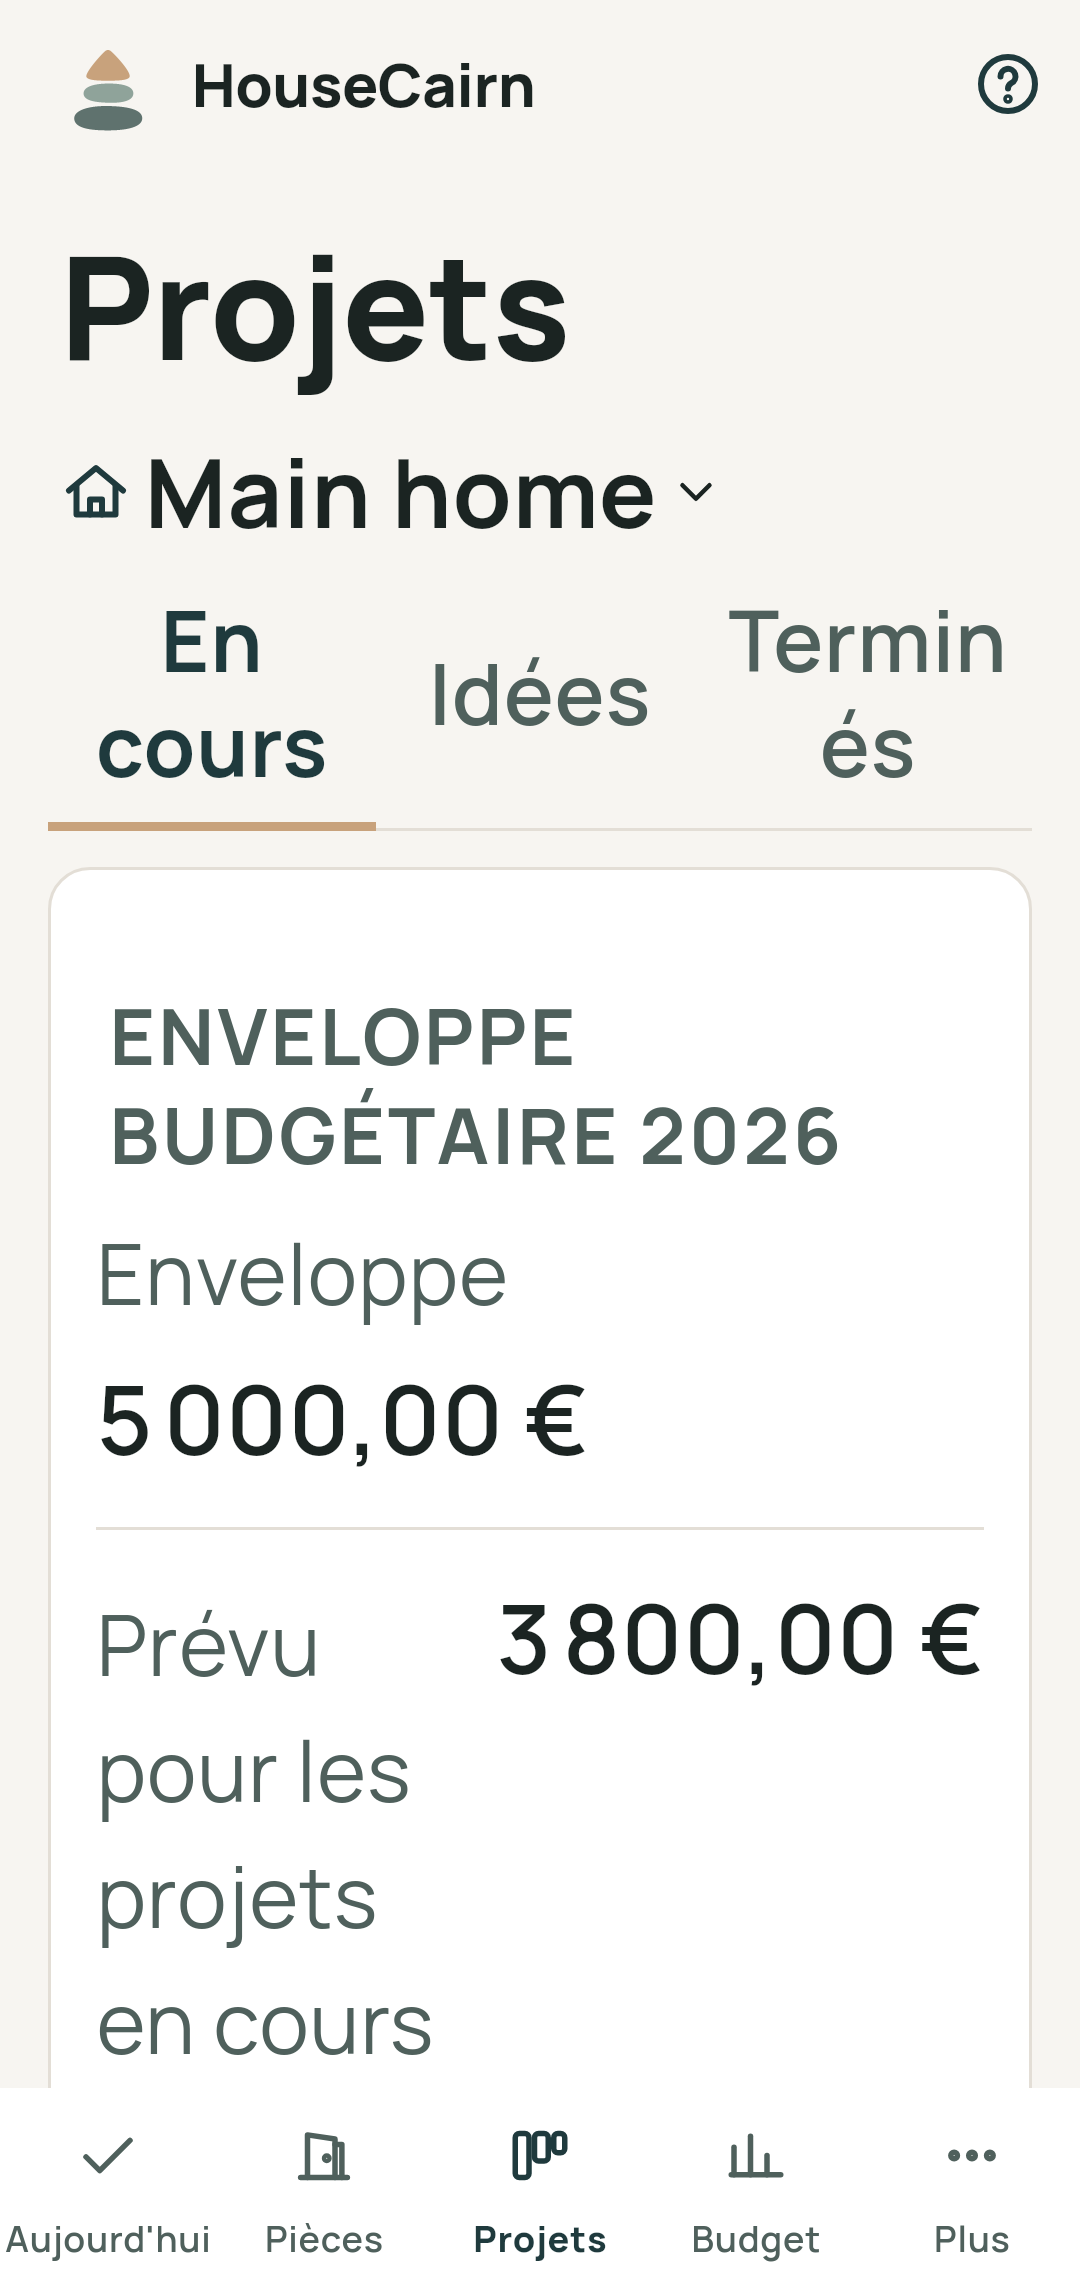 HouseCairn
Projets
Main home
En
cours
Idées
Termin
és
ENVELOPPE
BUDGÉTAIRE 2026
Enveloppe
5 000,00 €
Prévu
pour les
projets
en cours
3 800,00 €
Aujourd'hui
Pièces
Projets
Budget
Plus